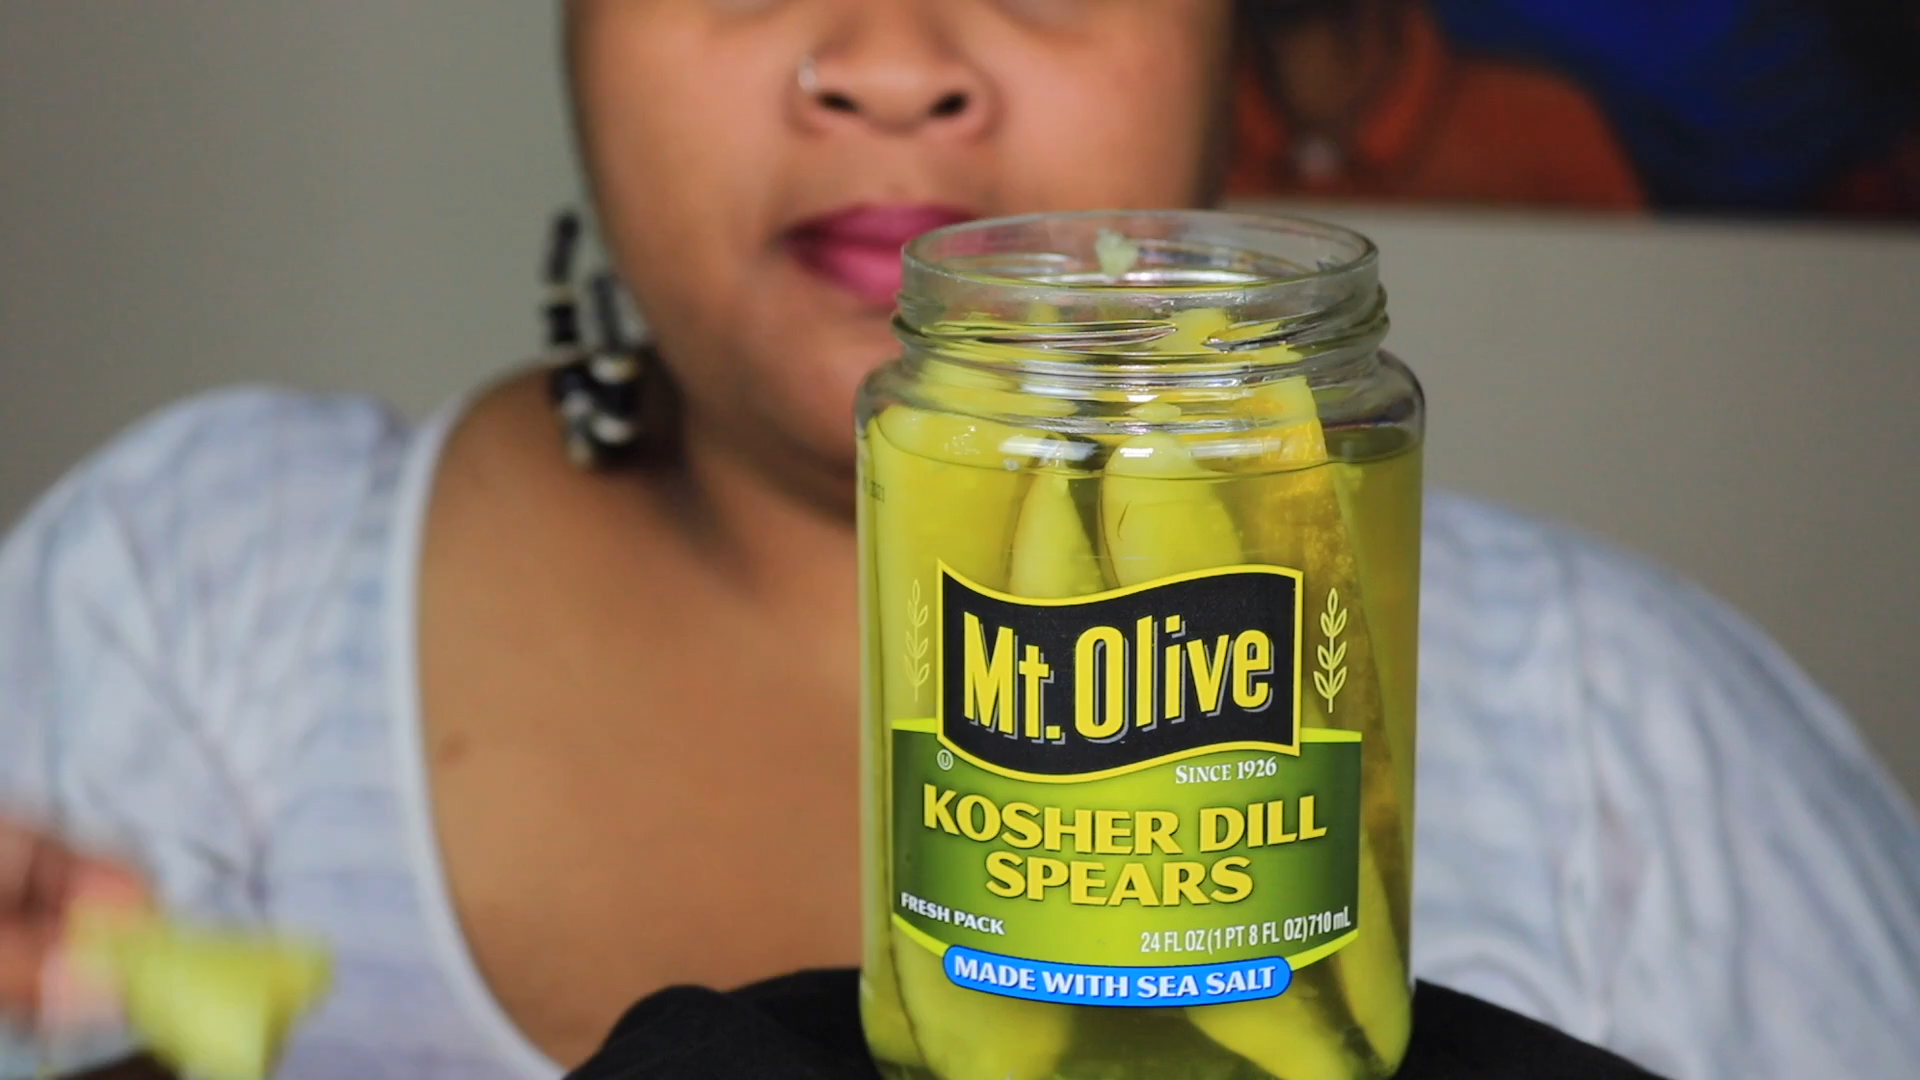 Mt. Olive
SINCE 1926
U
KOSHER DILL
SPEARS
FRESH PACK
24 FL OZ (1 PT 8 FL OZ) 710 mL
MADE WITH SEA SALT